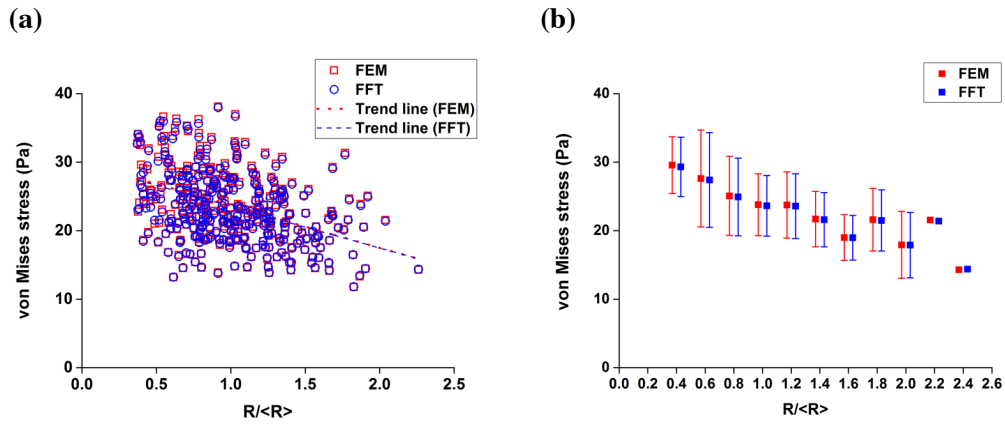 (a)
FEM
FFT
Trend line (FEM)
Trend line (FFT)
von Mises stress (Pa)
40
30
20
10
0
0.0 0.5 1.0 1.5 2.0 2.5
R/<R>
(b)
FEM
FFT
von Mises stress (Pa)
40
30
20
10
0
0.0 0.2 0.4 0.6 0.8 1.0 1.2 1.4 1.6 1.8 2.0 2.2 2.4 2.6
R/<R>